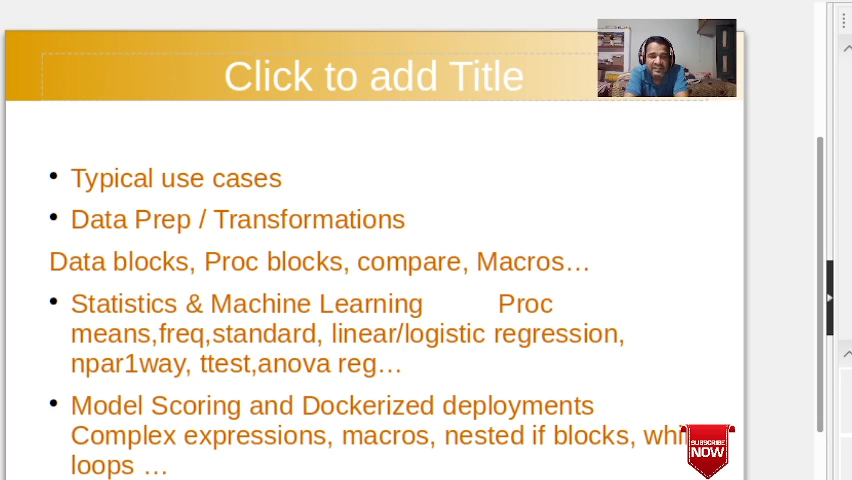 Click to add Title
Typical use cases
Data Prep / Transformations
Data blocks, Proc blocks, compare, Macros…
Statistics & Machine Learning Proc
means,freq,standard, linear/logistic regression,
npar1way, ttest,anova reg…
Model Scoring and Dockerized deployments
Complex expressions, macros, nested if blocks,
loops …
SUBSCRIBE
NOW